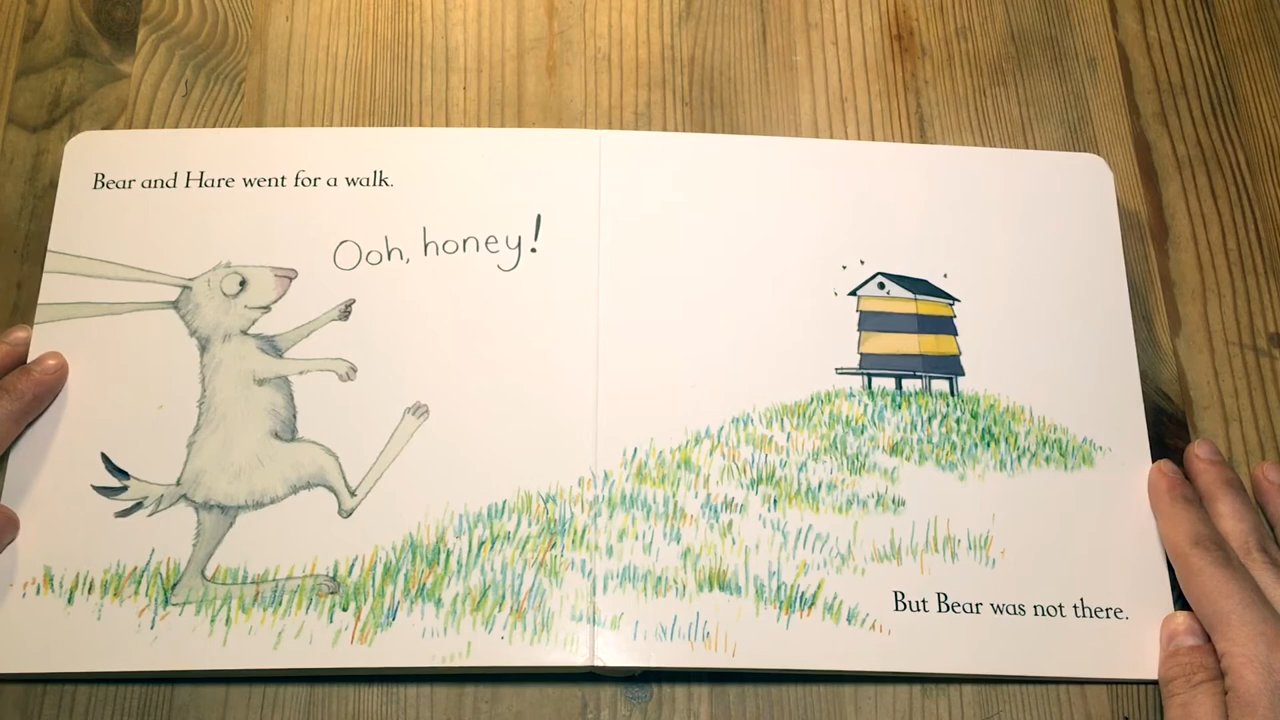 Bear and Hare went for a walk.
Ooh, honey!
But Bear was not there.